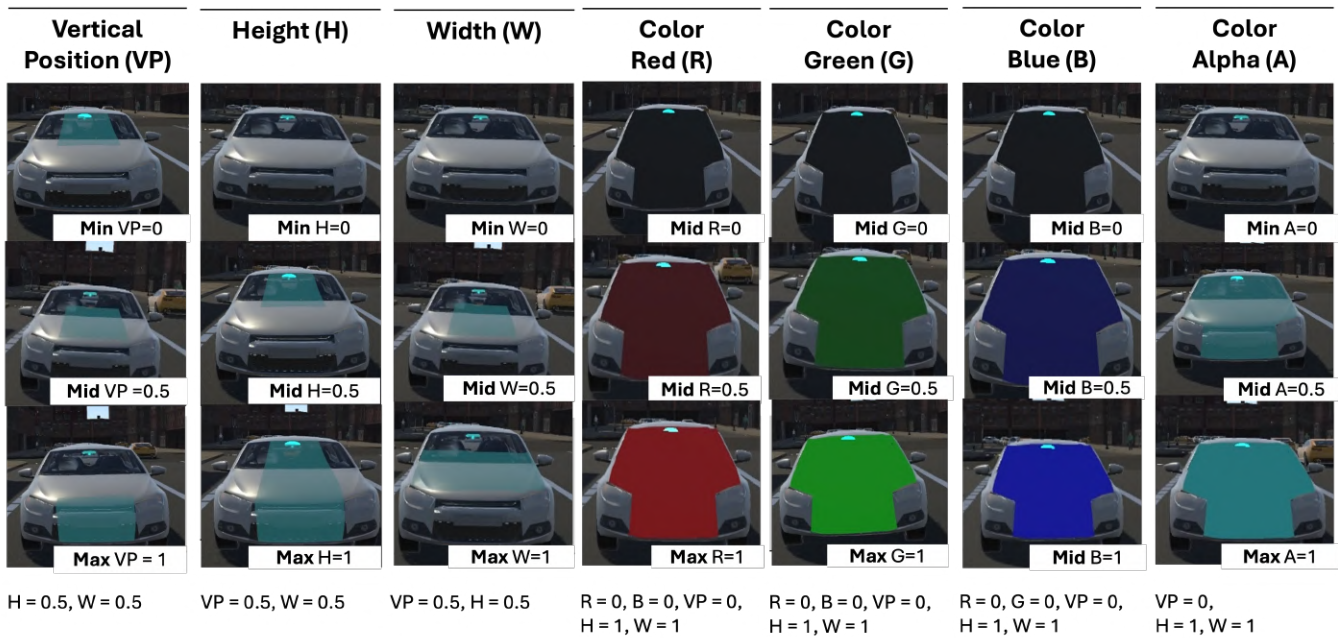 Vertical
Position (VP)
Height (H)
Width (W)
Color
Red (R)
Color
Green (G)
Color
Blue (B)
Color
Alpha (A)
Min VP=0
Min H=0
Min W=0
Mid R=0
Mid G=0
Mid B=0
Min A=0
Mid VP =0.5
Mid H=0.5
Mid W=0.5
Mid R=0.5
Mid G=0.5
Mid B=0.5
Mid A=0.5
Max VP = 1
Max H=1
Max W=1
Max R=1
Max G=1
Mid B=1
Max A=1
H = 0.5, W = 0.5
VP = 0.5, W = 0.5
VP = 0.5, H = 0.5
R = 0, B = 0, VP = 0,
H = 1, W = 1
R = 0, B = 0, VP = 0,
H = 1, W = 1
R = 0, G = 0, VP = 0,
H = 1, W = 1
VP = 0,
H = 1, W = 1